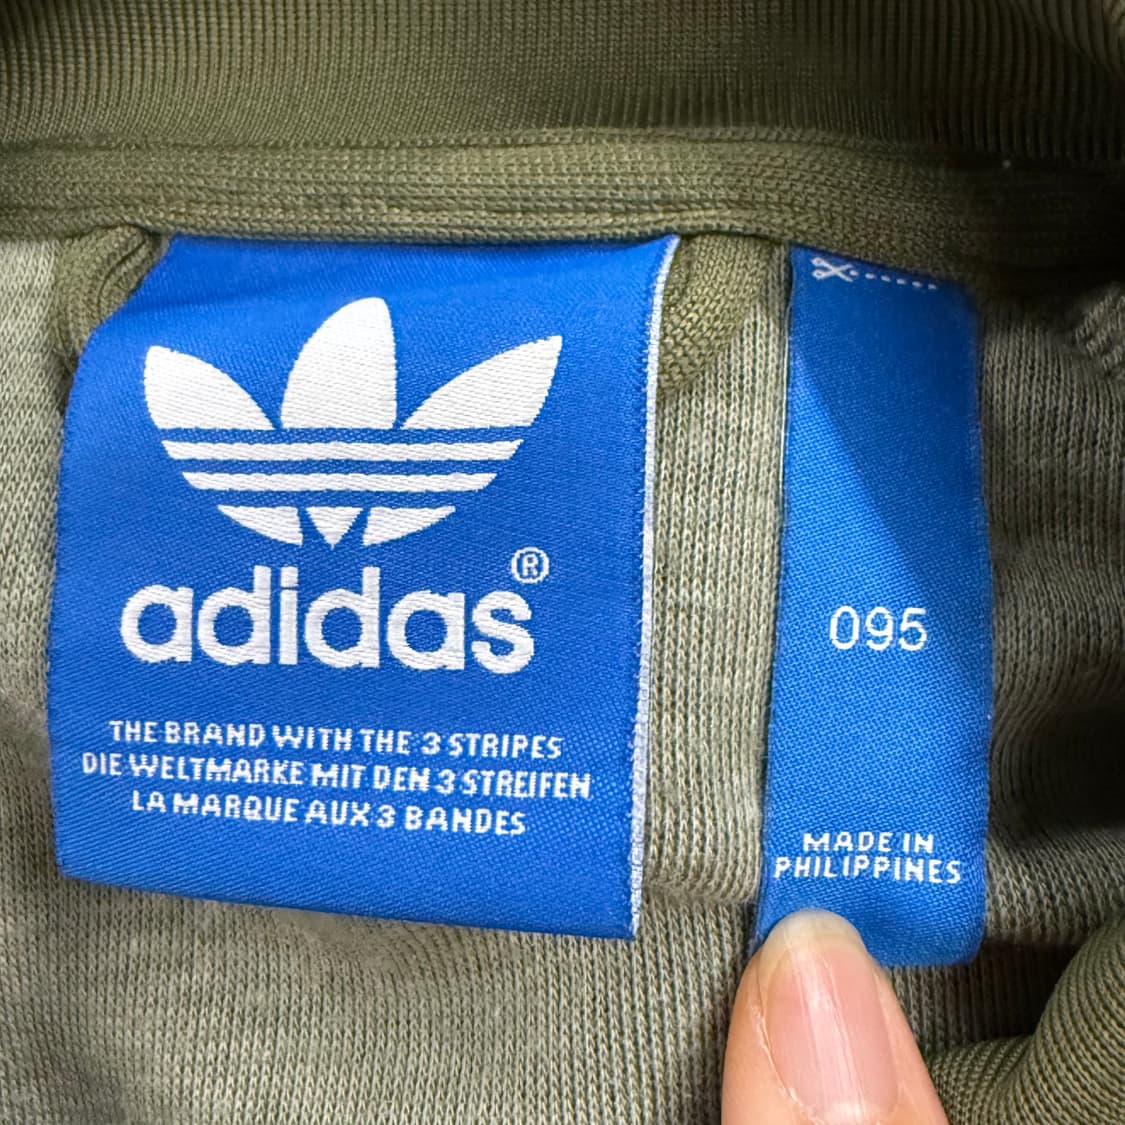 adidas®
THE BRAND WITH THE 3 STRIPES
DIE WELTMARKE MIT DEN 3 STREIFEN
LA MARQUE AUX 3 BANDES
095
MADE IN
PHILIPPINES